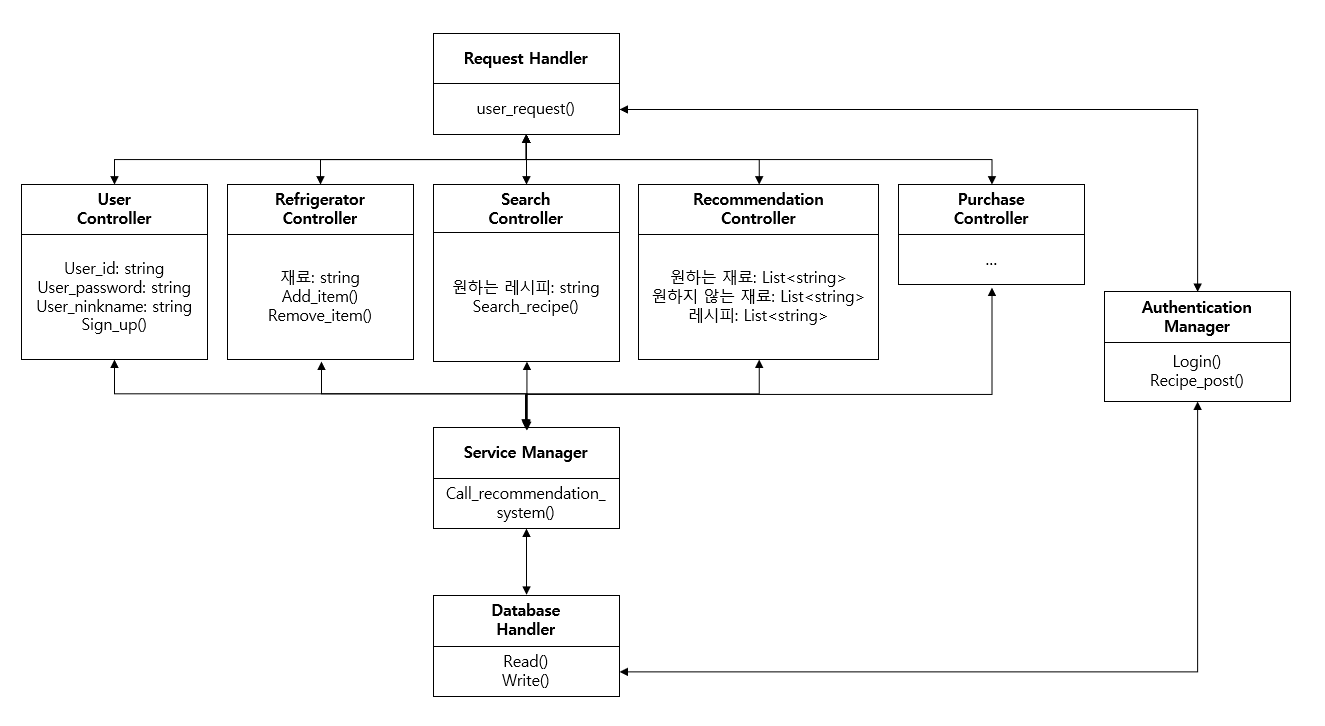 Request Handler
user_request()
User
Controller
User_id: string
User_password: string
User_ninkname: string
Sign_up()
Refrigerator
Controller
재료: string
Add_item()
Remove_item()
Search
Controller
원하는 레시피: string
Search_recipe()
Recommendation
Controller
원하는 재료: List<string>
원하지 않는 재료: List<string>
레시피: List<string>
Purchase
Controller
...
Authentication
Manager
Login()
Recipe_post()
Service Manager
Call_recommendation_
system()
Database
Handler
Read()
Write()